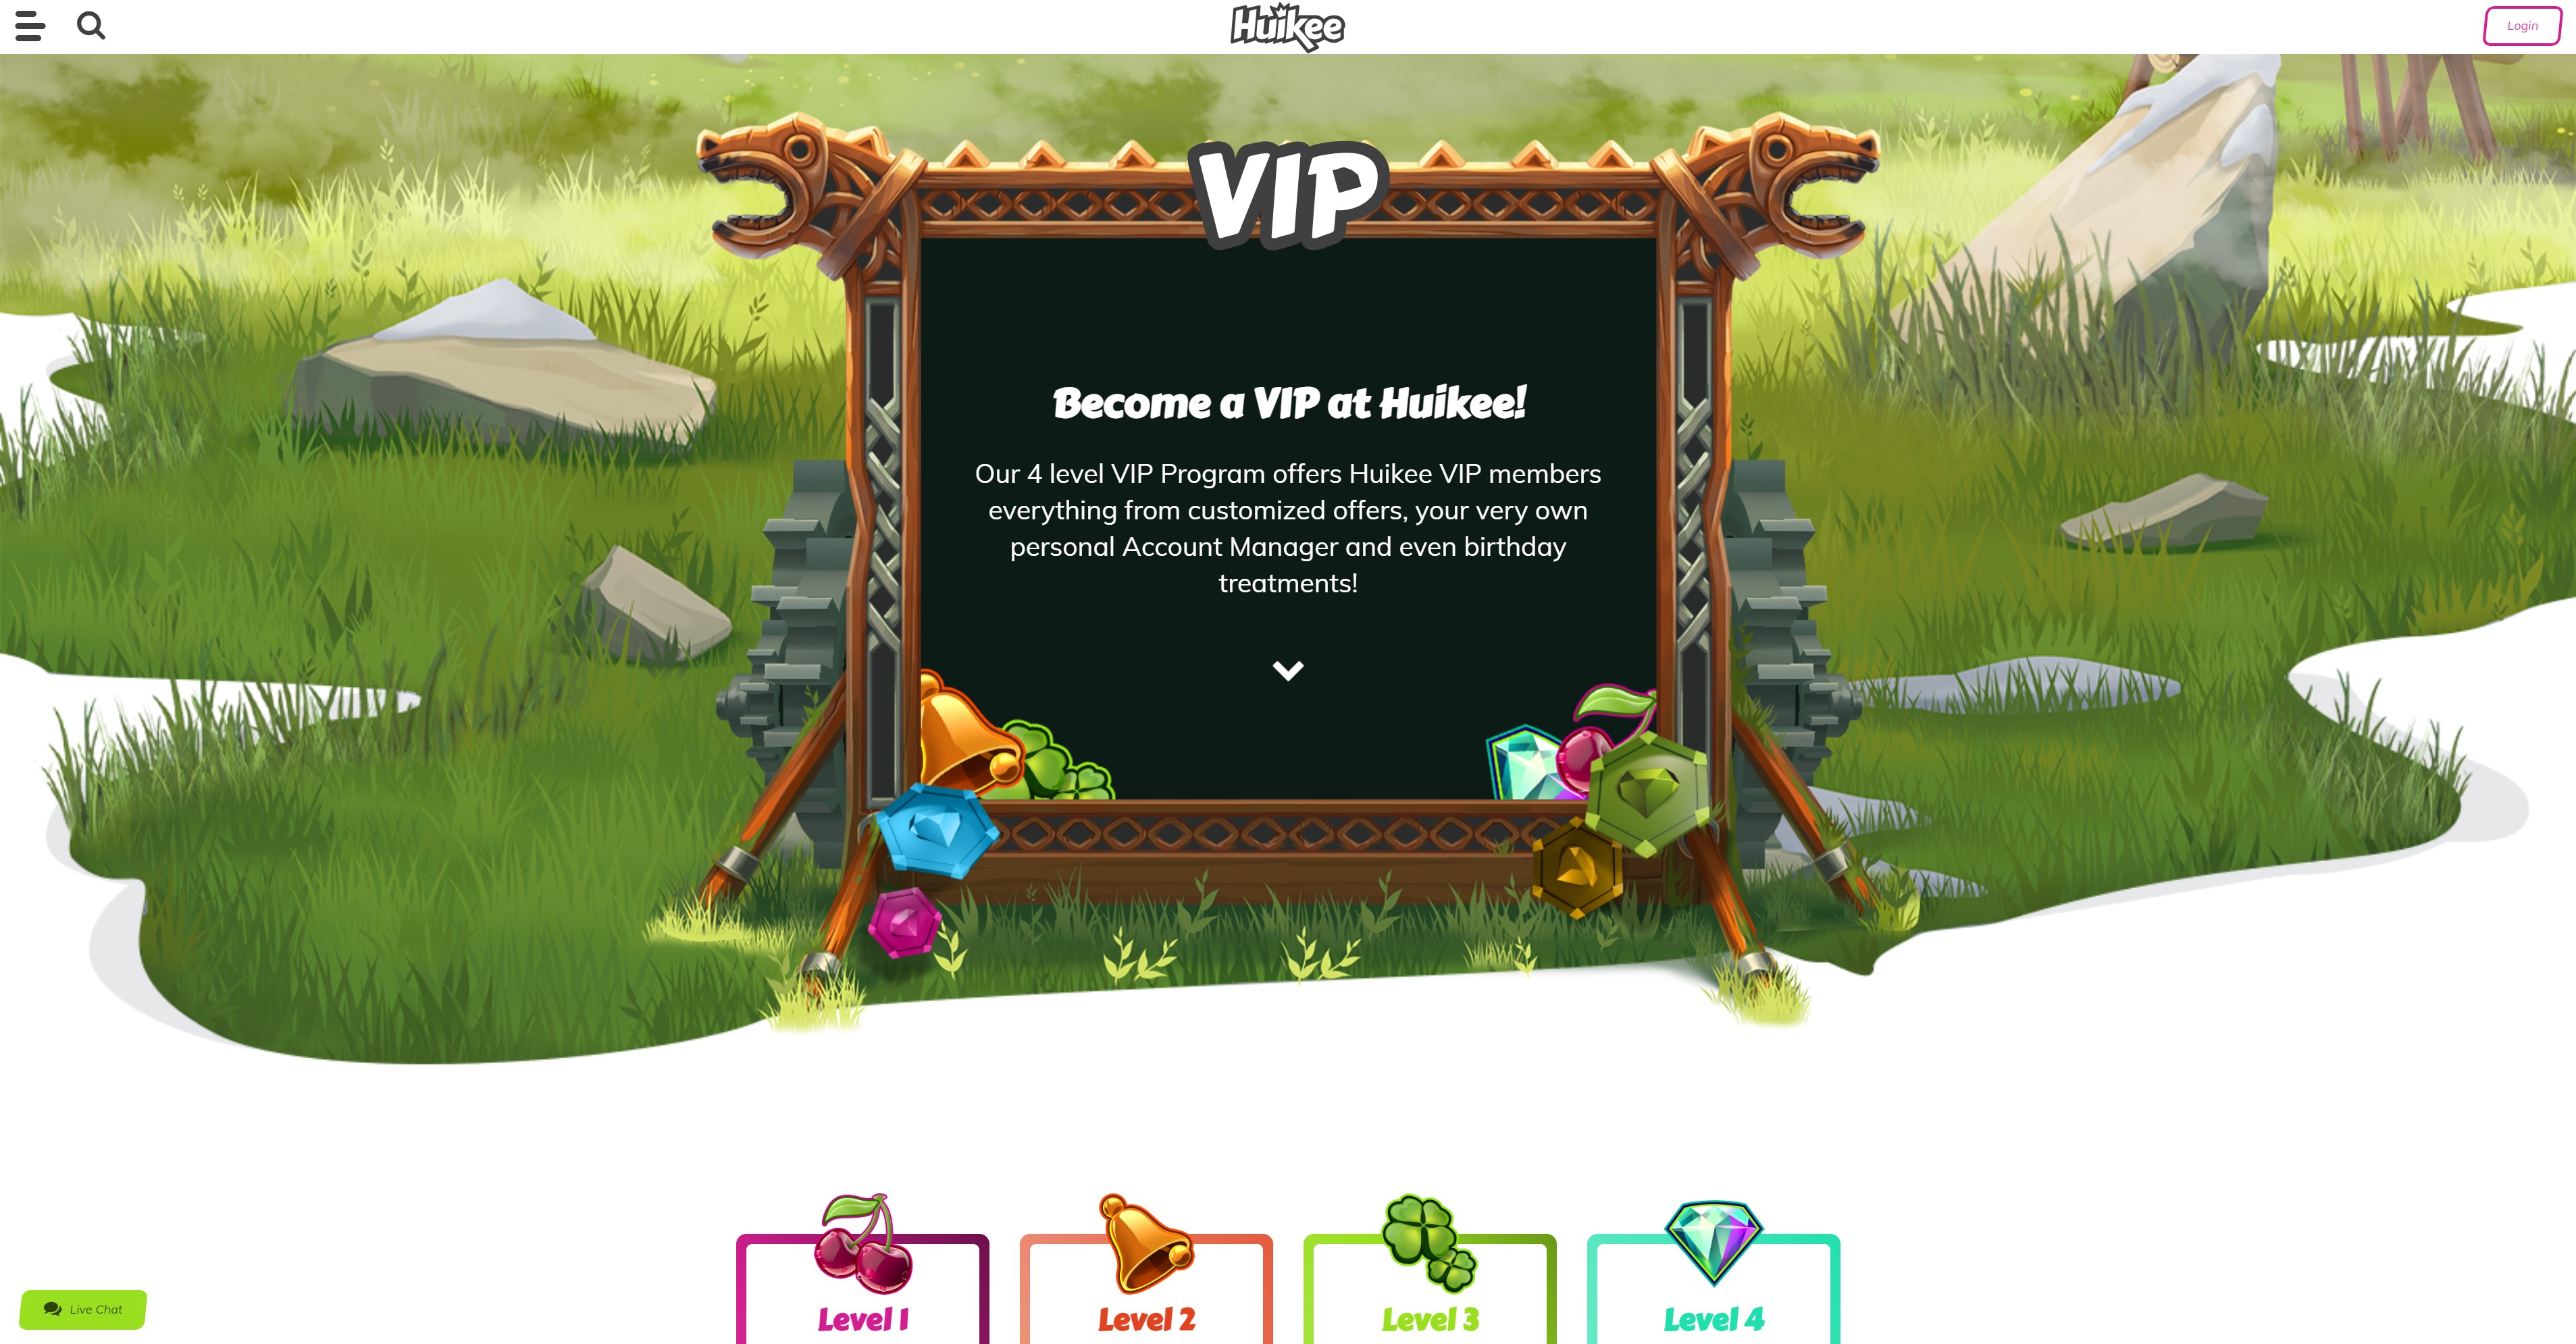 Huikee
Login
VIP
Become a VIP at Huikee!
Our 4 level VIP Program offers Huikee VIP members
everything from customized offers, your very own
personal Account Manager and even birthday
treatments!
Level 1
Level 2
Level 3
Level 4
Live Chat